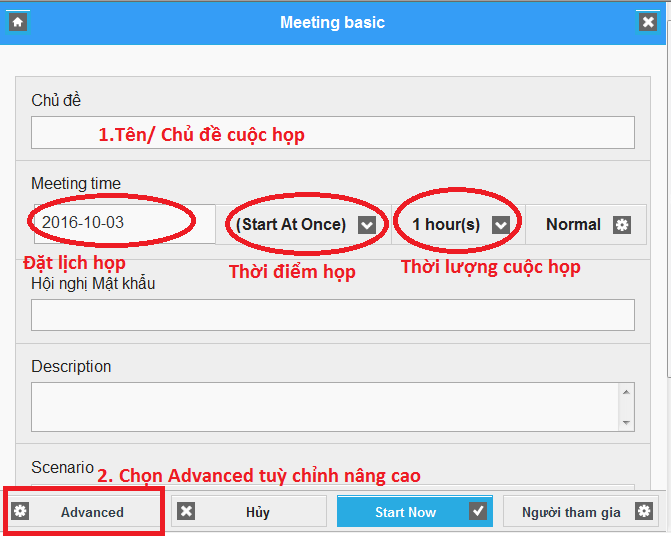 Meeting basic
Chủ đề
1.Tên/ Chủ đề cuộc họp
Meeting time
2016-10-03
(Start At Once)
1 hour(s)
Normal
Đặt lịch họp
Thời điểm họp
Thời lượng cuộc họp
Hội nghị Mật khẩu
Description
Scenario
2. Chọn Advanced tuỳ chỉnh nâng cao
Advanced
Hủy
Start Now
Người tham gia